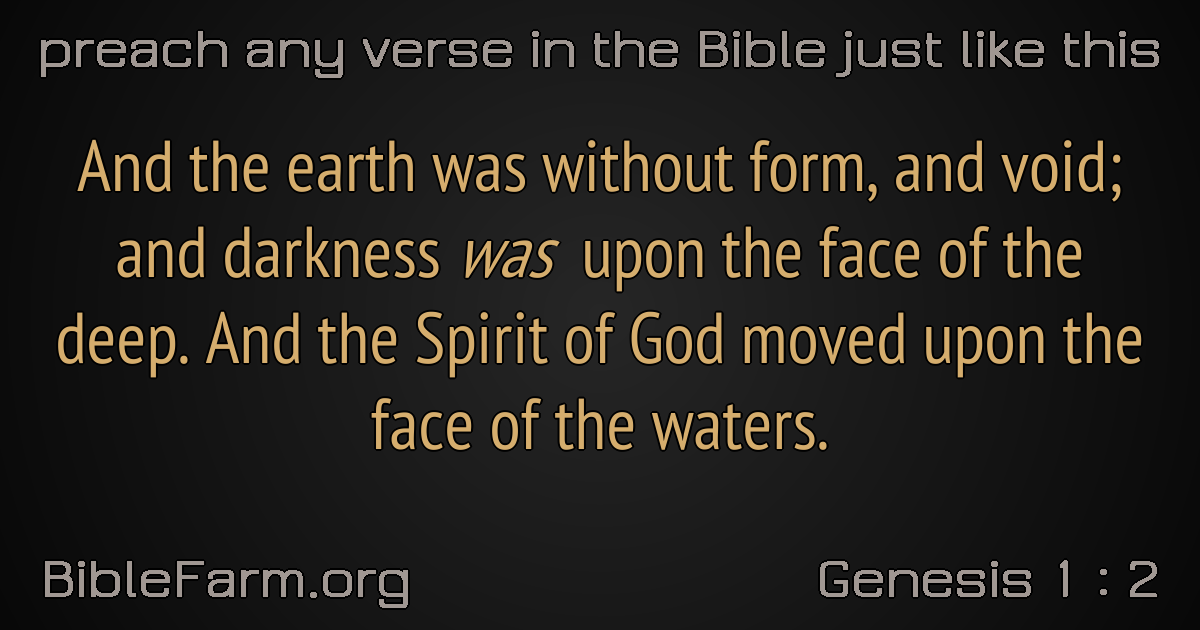 preach any verse in the Bible just like this
And the earth was without form, and void;
and darkness was upon the face of the
deep. And the Spirit of God moved upon the
face of the waters.
BibleFarm.org
Genesis 1 : 2